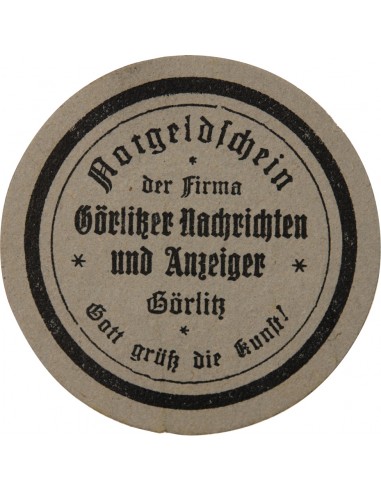 Notgeldschein
der Firma
Görlitzer Nachrichten
und Anzeiger
Görlitz
Gott grüß die Kunst!